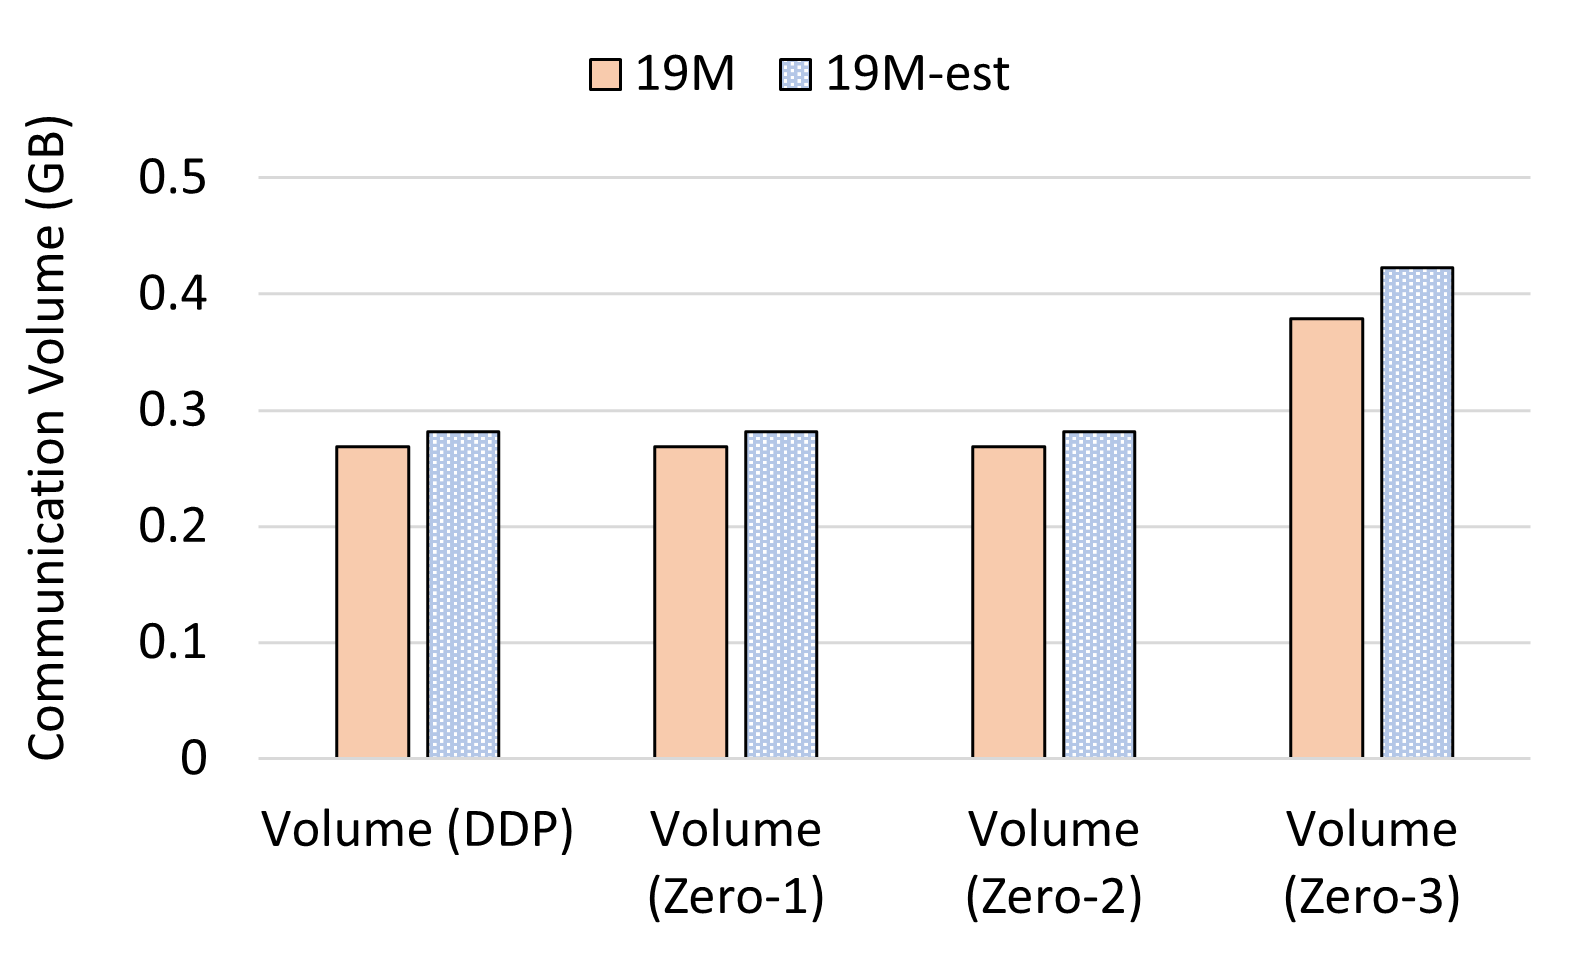 19M 19M-est
Communication Volume (GB)
0.5
0.4
0.3
0.2
0.1
0
Volume (DDP)
Volume
(Zero-1)
Volume
(Zero-2)
Volume
(Zero-3)